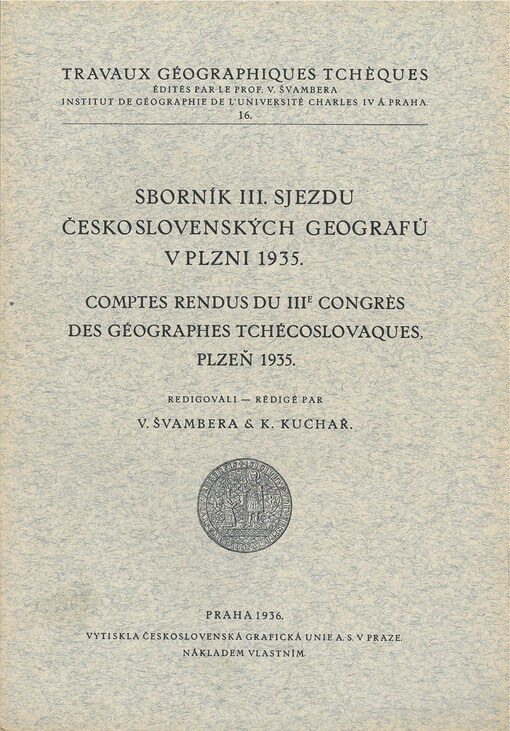 TRAVAUX GÉOGRAPHIQUES TCHÈQUES
ÉDITÉS PAR LE PROF. V. ŠVAMBERA
INSTITUT DE GÉOGRAPHIE DE L'UNIVERSITÉ CHARLES IV À PRAHA
16.
SBORNÍK III. SJEZDU
ČESKOSLOVENSKÝCH GEOGRAFŮ
V PLZNI 1935.
COMPTES RENDUS DU IIIᴱ CONGRÈS
DES GÉOGRAPHES TCHÉCOSLOVAQUES,
PLZEŇ 1935.
REDIGOVALI — RÉDIGÉ PAR
V. ŠVAMBERA & K. KUCHAŘ.
PRAHA 1936.
VYTISKLA ČESKOSLOVENSKÁ GRAFICKÁ UNIE A. S. V PRAZE.
NÁKLADEM VLASTNÍM.